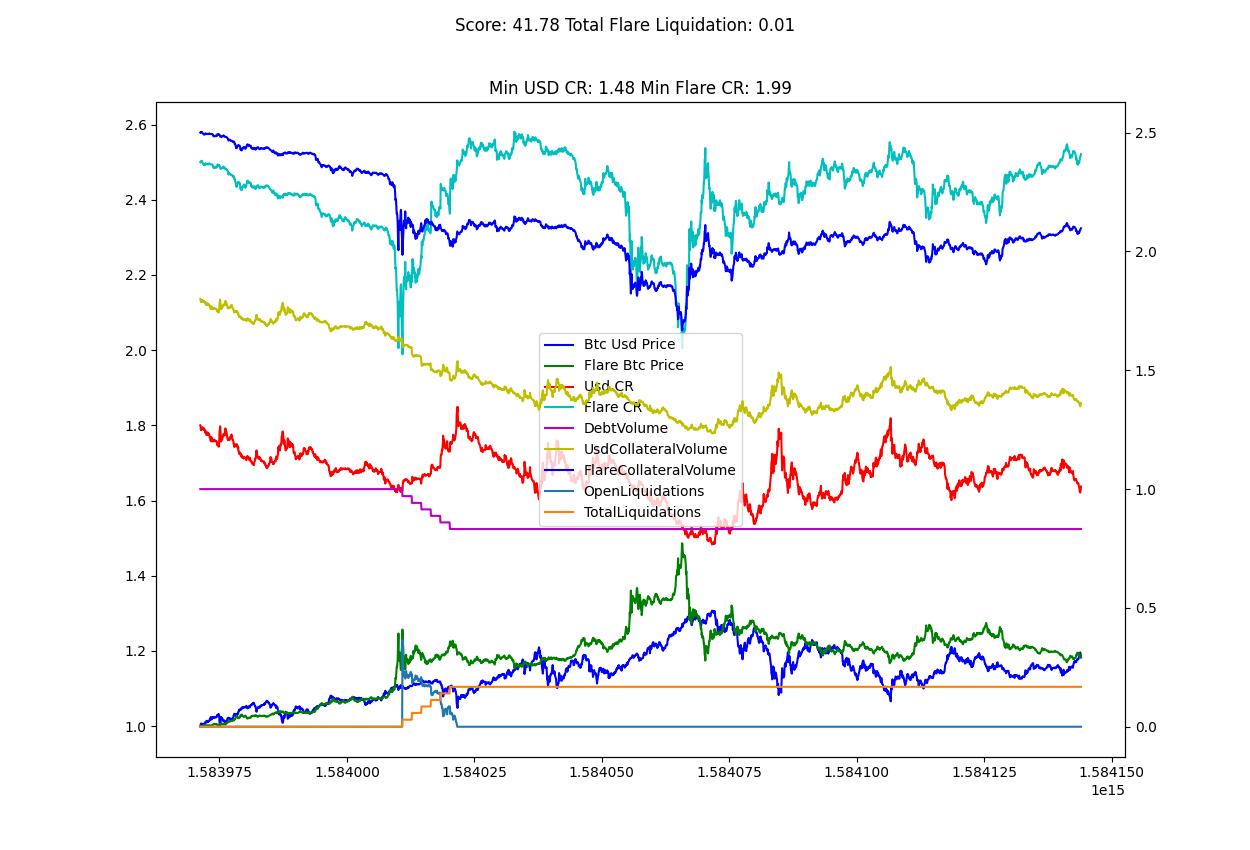 Score: 41.78 Total Flare Liquidation: 0.01
Min USD CR: 1.48 Min Flare CR: 1.99
2.6
2.4
2.2
2.0
1.8
1.6
1.4
1.2
1.0
2.5
2.0
1.5
1.0
0.5
0.0
Btc Usd Price
Flare Btc Price
Usd CR
Flare CR
DebtVolume
UsdCollateralVolume
FlareCollateralVolume
OpenLiquidations
TotalLiquidations
1.583975 1.584000 1.584025 1.584050 1.584075 1.584100 1.584125 1.584150
1e15